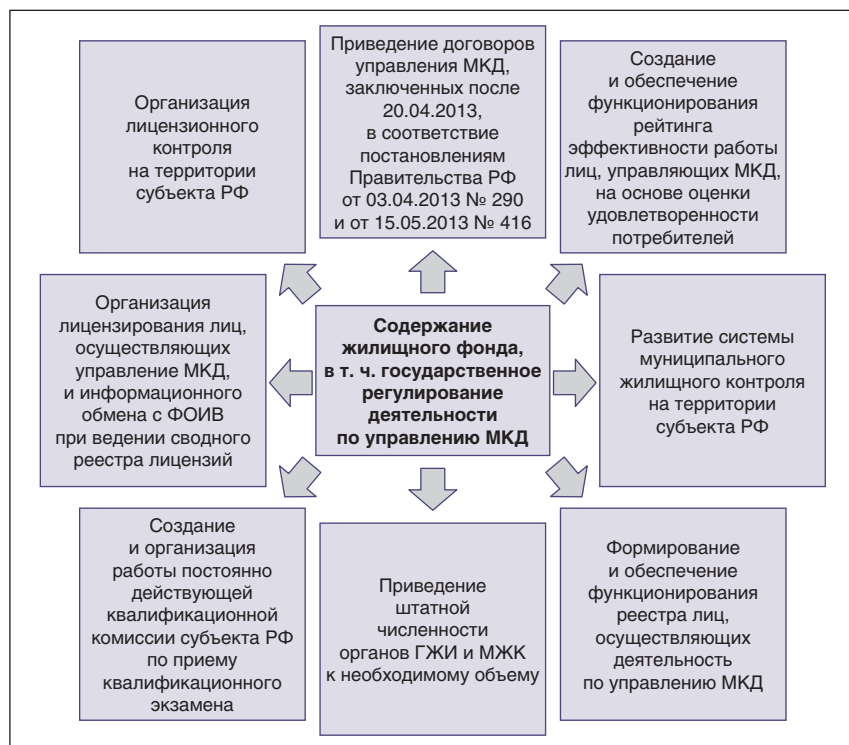 Организация
лицензионного
контроля
на территории
субъекта РФ
Приведение договоров
управления МКД,
заключенных после
20.04.2013,
в соответствие
постановлениям
Правительства РФ
от 03.04.2013 № 290
и от 15.05.2013 № 416
Создание
и обеспечение
функционирования
рейтинга
эффективности работы
лиц, управляющих МКД,
на основе оценки
удовлетворенности
потребителей
Организация
лицензирования лиц,
осуществляющих
управление МКД,
и информационного
обмена с ФОИВ
при ведении сводного
реестра лицензий
Содержание
жилищного фонда,
в т. ч. государственное
регулирование
деятельности
по управлению МКД
Развитие системы
муниципального
жилищного контроля
на территории
субъекта РФ
Создание
и организация
работы постоянно
действующей
квалификационной
комиссии субъекта РФ
по приему
квалификационного
экзамена
Приведение
штатной
численности
органов ГЖИ и МЖК
к необходимому объему
Формирование
и обеспечение
функционирования
реестра лиц,
осуществляющих
деятельность
по управлению МКД